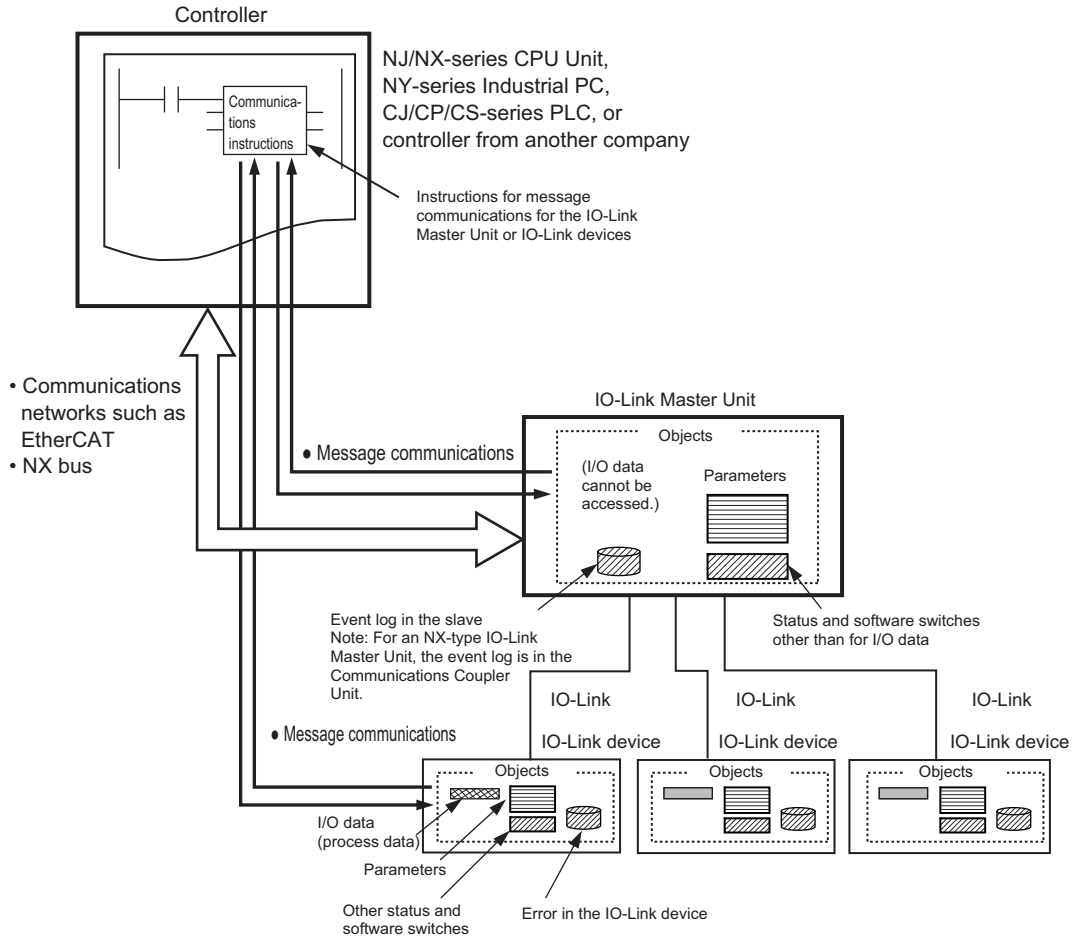 Controller
NJ/NX-series CPU Unit,
NY-series Industrial PC,
CJ/CP/CS-series PLC, or
controller from another company
Communica-
tions
instructions
Instructions for message
communications for the IO-Link
Master Unit or IO-Link devices
• Communications
networks such as
EtherCAT
• NX bus
IO-Link Master Unit
Objects
● Message communications
(I/O data
cannot be
accessed.)
Parameters
Event log in the slave
Note: For an NX-type IO-Link
Master Unit, the event log is in the
Communications Coupler
Unit.
Status and software switches
other than for I/O data
IO-Link
IO-Link
IO-Link
● Message communications
IO-Link device
IO-Link device
IO-Link device
Objects
Objects
Objects
I/O data
(process data)
Parameters
Other status and
software switches
Error in the IO-Link device